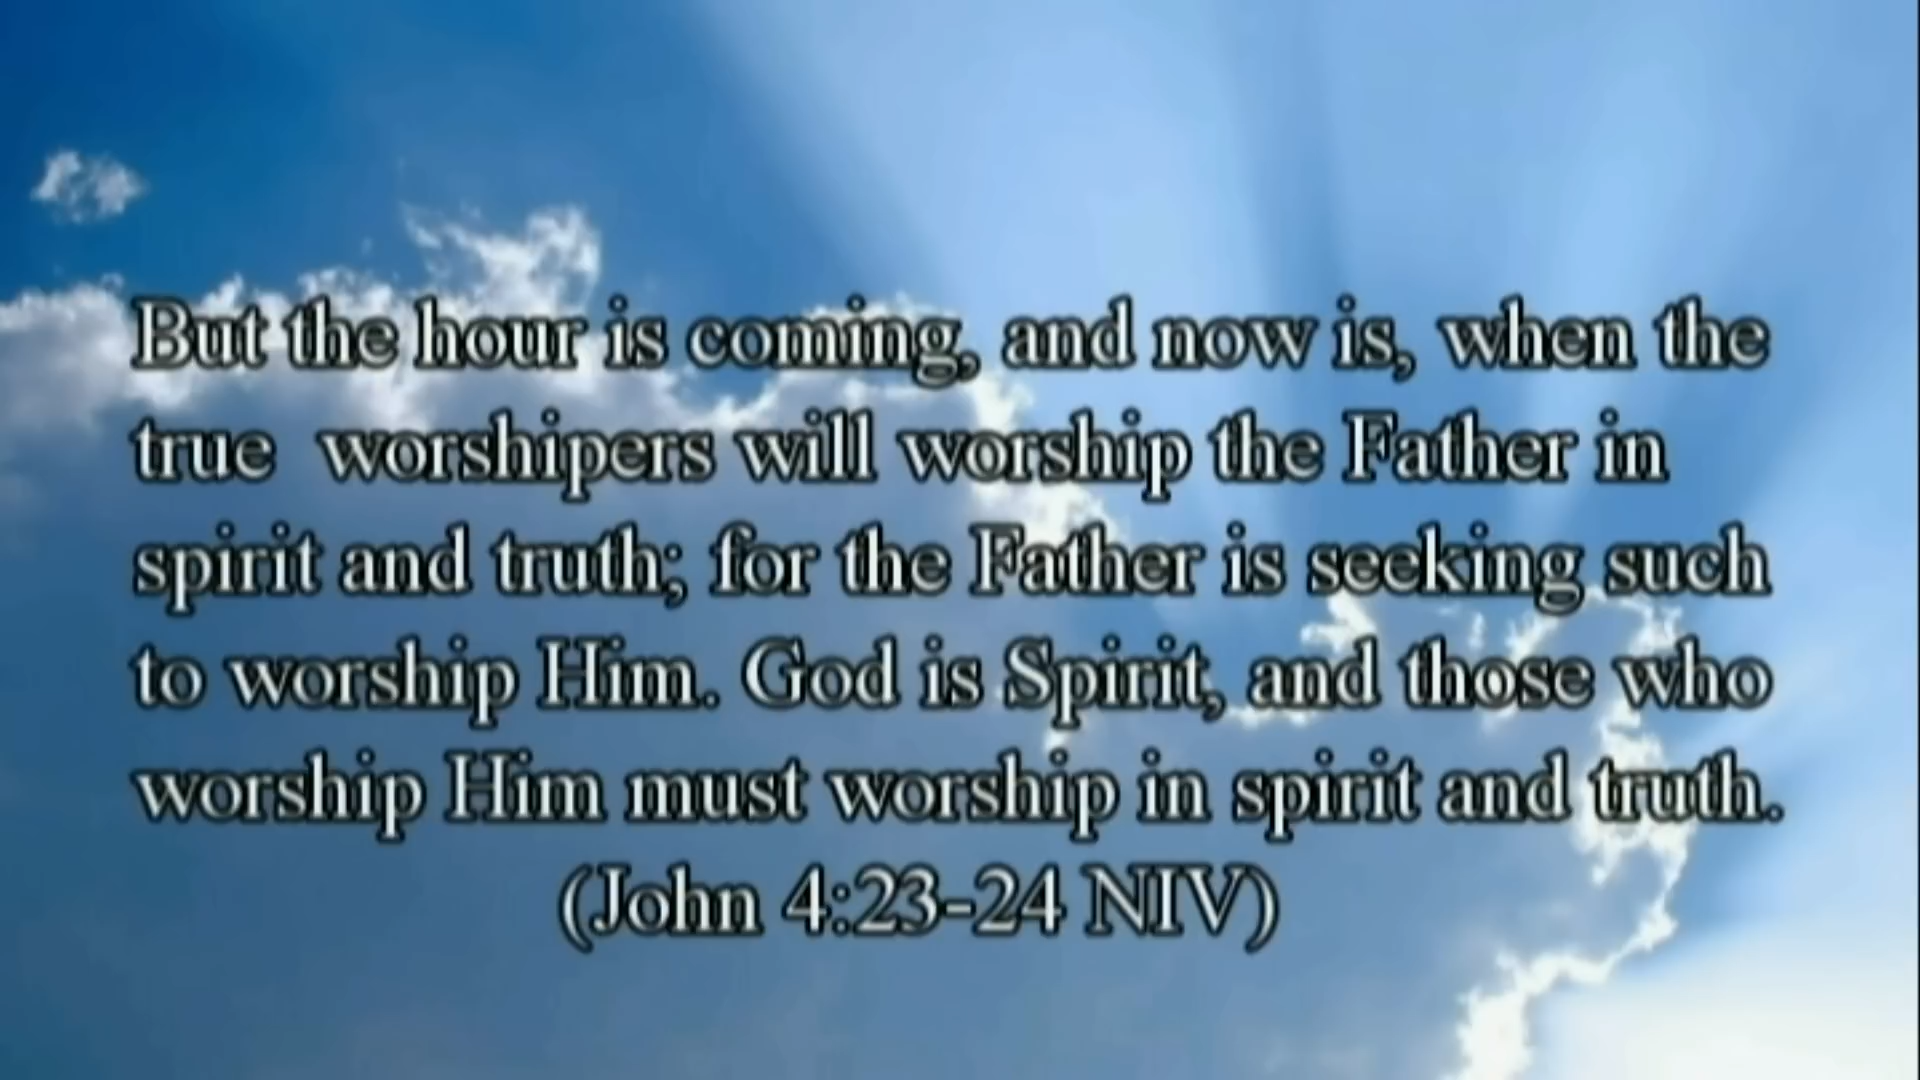 But the hour is coming, and now is, when the
true worshipers will worship the Father in
spirit and truth; for the Father is seeking such
to worship Him. God is Spirit, and those who
worship Him must worship in spirit and truth.
(John 4:23-24 NIV)